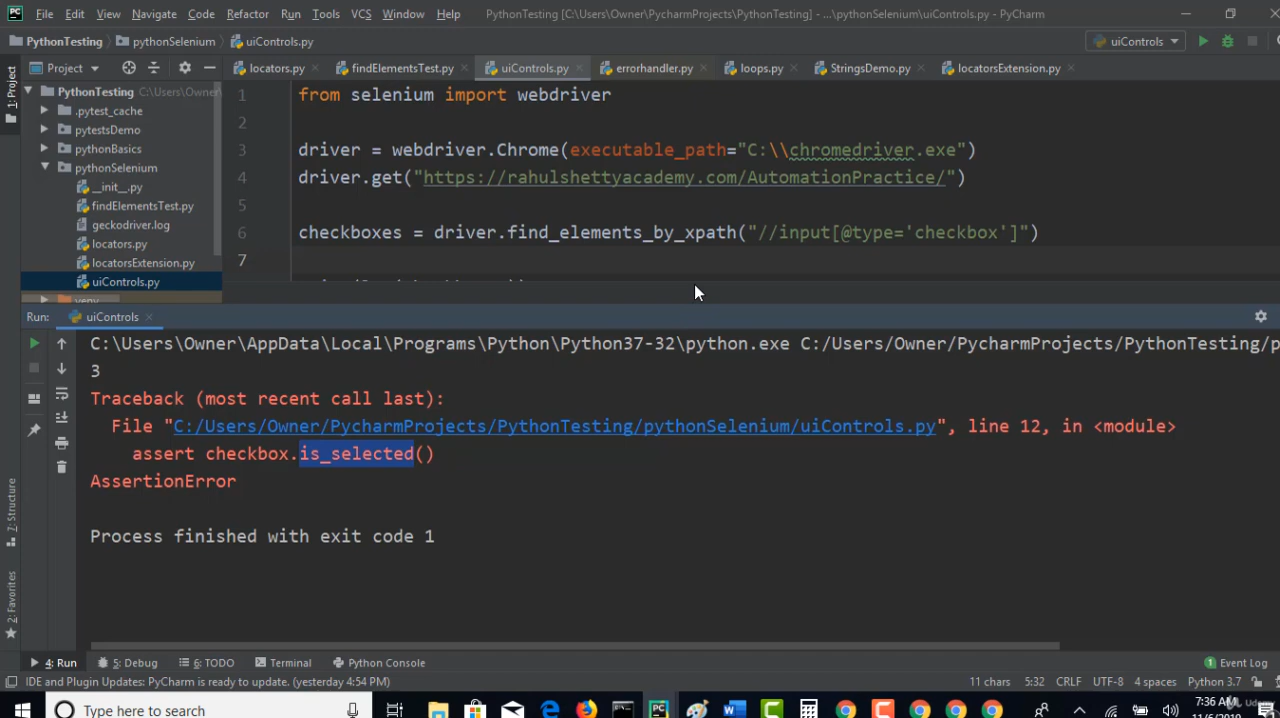 File Edit View Navigate Code Refactor Run Tools VCS Window Help PythonTesting [C:\Users\Owner\PycharmProjects\PythonTesting] - ...\pythonSelenium\uiControls.py - PyCharm
PythonTesting pythonSelenium uiControls.py uiControls
Project locators.py findElementsTest.py uiControls.py errorhandler.py loops.py StringsDemo.py locatorsExtension.py
1: Project
PythonTesting C:\Users\Owner
.pytest_cache
pytestsDemo
pythonBasics
pythonSelenium
__init__.py
findElementsTest.py
geckodriver.log
locators.py
locatorsExtension.py
uiControls.py
venv
1 from selenium import webdriver
2
3 driver = webdriver.Chrome(executable_path="C:\\chromedriver.exe")
4 driver.get("https://rahulshettyacademy.com/AutomationPractice/")
6 checkboxes = driver.find_elements_by_xpath("//input[@type='checkbox']")
7
Run: uiControls
C:\Users\Owner\AppData\Local\Programs\Python\Python37-32\python.exe C:/Users/Owner/PycharmProjects/PythonTesting/p
3
Traceback (most recent call last):
File "C:/Users/Owner/PycharmProjects/PythonTesting/pythonSelenium/uiControls.py", line 12, in <module>
assert checkbox.is_selected()
AssertionError
Process finished with exit code 1
7: Structure
2: Favorites
4: Run 5: Debug 6: TODO Terminal Python Console 1 Event Log
IDE and Plugin Updates: PyCharm is ready to update. (yesterday 4:54 PM) 11 chars 5:32 CRLF UTF-8 4 spaces Python 3.7
Type here to search 7:36 AM